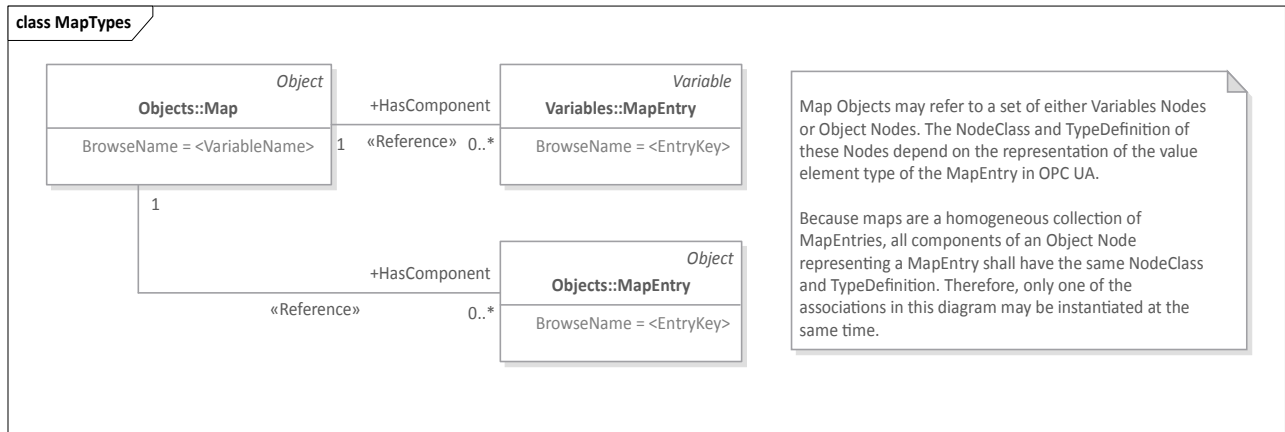 class MapTypes
Object
Objects::Map
BrowseName = <VariableName>
1
+HasComponent
«Reference»
0..*
Variable
Variables::MapEntry
BrowseName = <EntryKey>
1
+HasComponent
«Reference»
0..*
Object
Objects::MapEntry
BrowseName = <EntryKey>
Map Objects may refer to a set of either Variables Nodes
or Object Nodes. The NodeClass and TypeDefinition of
these Nodes depend on the representation of the value
element type of the MapEntry in OPC UA.
Because maps are a homogeneous collection of
MapEntries, all components of an Object Node
representing a MapEntry shall have the same NodeClass
and TypeDefinition. Therefore, only one of the
associations in this diagram may be instantiated at the
same time.